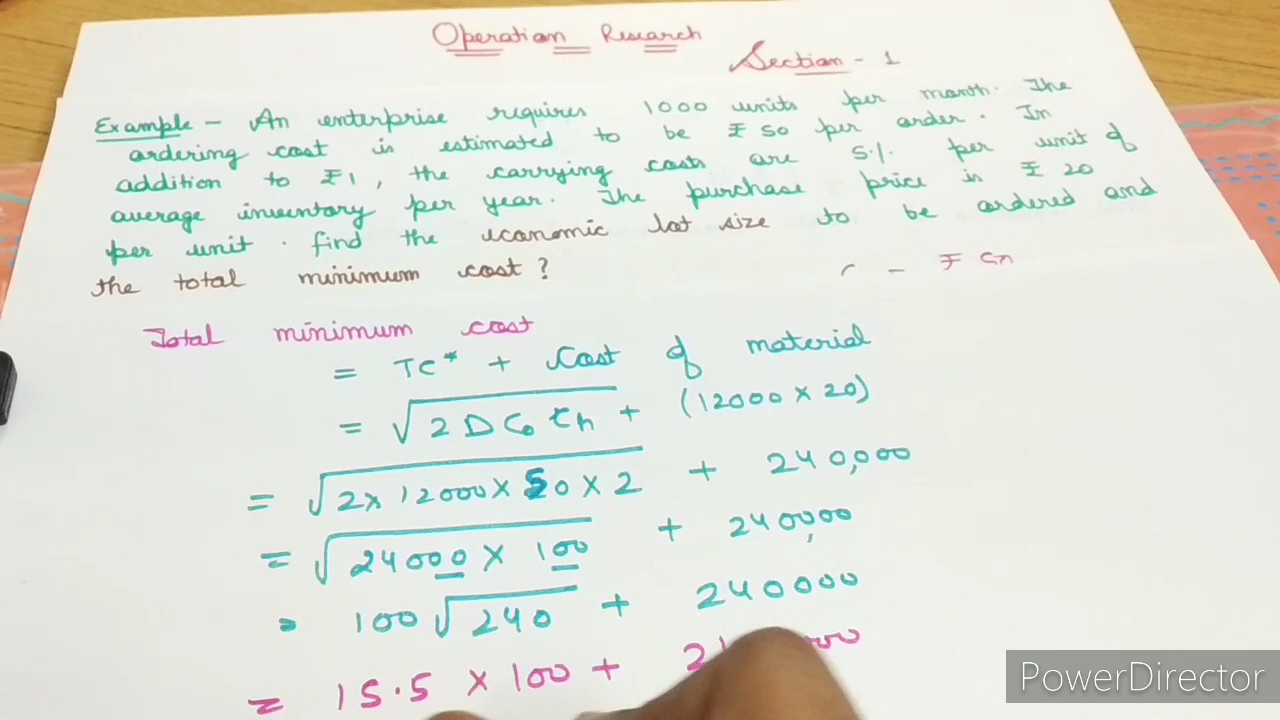 Operation Research
Section - 1
Example - An enterprise requires 1000 units per month. The
ordering cost is estimated to be ₹ 50 per order. In
addition to ₹1, the carrying costs are 5% per unit of
average inventory per year. The purchase price is ₹ 20
per unit. find the economic lot size to be ordered and
the total minimum cost?
Total minimum cost
= TC* + Cost of material
= √2DCoCh + (12000 × 20)
= √2x 12000 × 50 × 2 + 240,000
= √24000 × 100 + 240,000
= 100√240 + 240000
= 15.5 × 100 +
PowerDirector